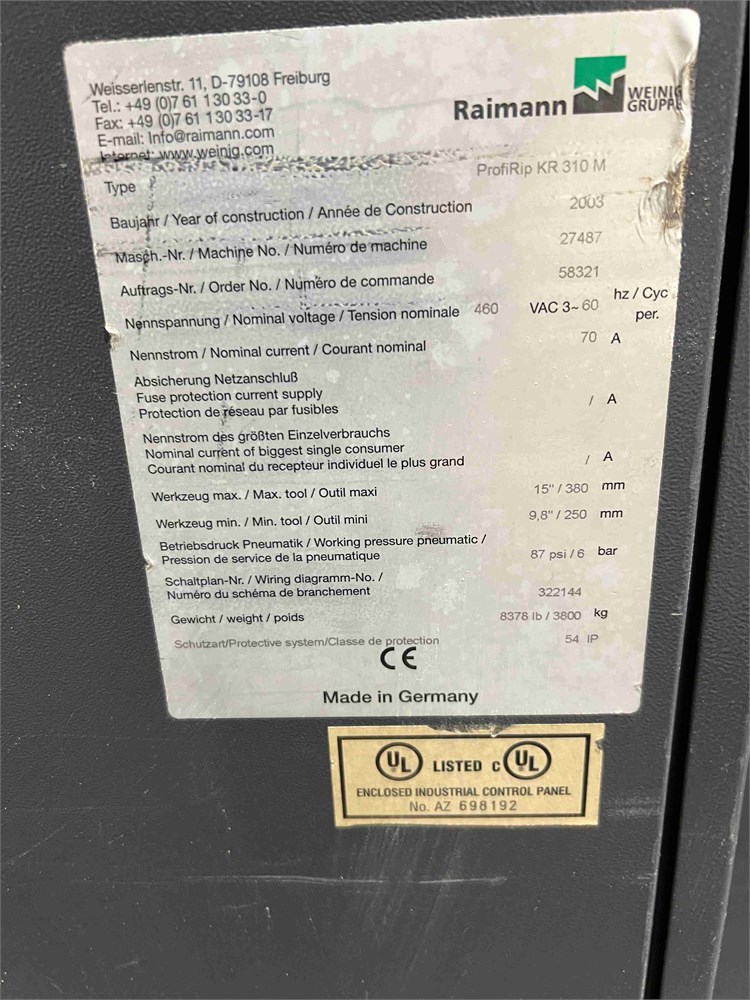 Weisserlenstr. 11, D-79108 Freiburg
Tel.: +49 (0)7 61 1 30 33-0
Fax: +49 (0)7 61 1 30 33-17
E-mail: Info@raimann.com
Internet: www.weinig.com
Raimann WEINIG GRUPPE
Type ProfiRip KR 310 M
Baujahr / Year of construction / Année de Construction 2003
Masch.-Nr. / Machine No. / Numéro de machine 27487
Auftrags-Nr. / Order No. / Numéro de commande 58321
Nennspannung / Nominal voltage / Tension nominale 460 VAC 3~ 60 hz / Cyc per.
Nennstrom / Nominal current / Courant nominal 70 A
Absicherung Netzanschluß
Fuse protection current supply
Protection de réseau par fusibles / A
Nennstrom des größten Einzelverbrauchs
Nominal current of biggest single consumer
Courant nominal du recepteur individuel le plus grand / A
Werkzeug max. / Max. tool / Outil maxi 15" / 380 mm
Werkzeug min. / Min. tool / Outil mini 9,8" / 250 mm
Betriebsdruck Pneumatik / Working pressure pneumatic /
Pression de service de la pneumatique 87 psi / 6 bar
Schaltplan-Nr. / Wiring diagramm-No. /
Numéro du schéma de branchement 322144
Gewicht / weight / poids 8378 lb / 3800 kg
Schutzart/Protective system/Classe de protection 54 IP
CE
Made in Germany
UL LISTED C UL
ENCLOSED INDUSTRIAL CONTROL PANEL
No. AZ 698192